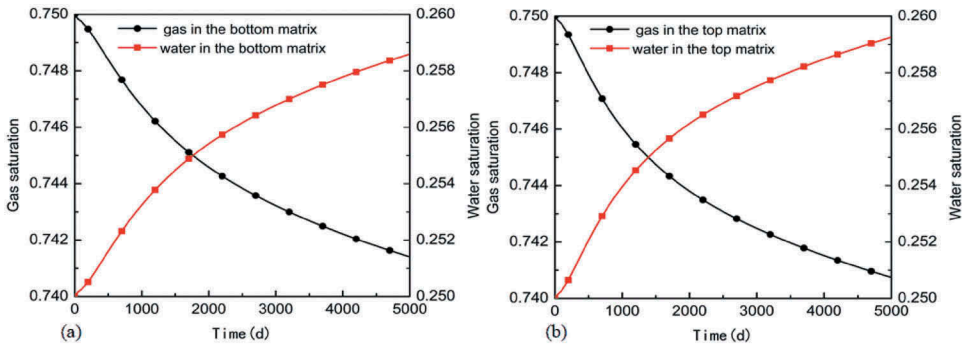 gas in the bottom matrix
water in the bottom matrix
0.750
0.748
0.746
0.744
0.742
0.740
Gas saturation
0.260
0.258
0.256
0.254
0.252
0.250
Water saturation
0 1000 2000 3000 4000 5000
Time(d)
(a)
gas in the top matrix
water in the top matrix
0.750
0.748
0.746
0.744
0.742
0.740
Gas saturation
0.260
0.258
0.256
0.254
0.252
0.250
Water saturation
0 1000 2000 3000 4000 5000
Time(d)
(b)